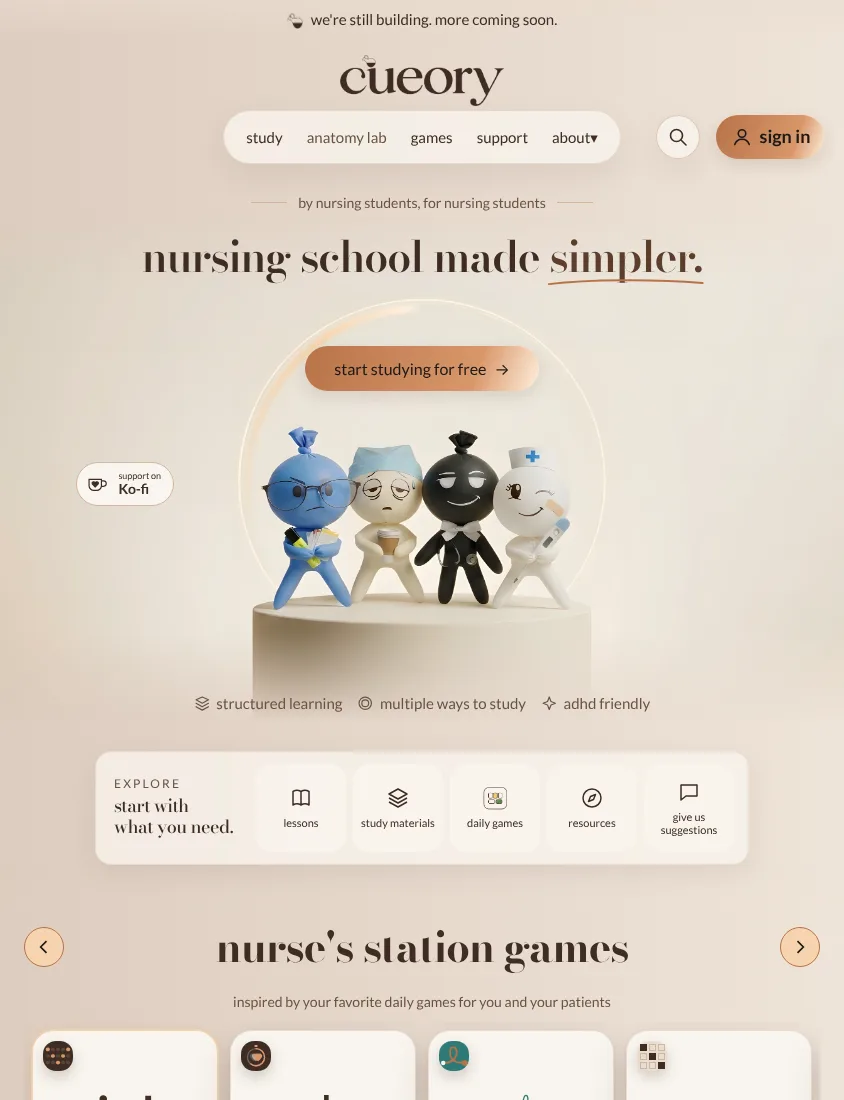 we're still building. more coming soon.
cueory
study anatomy lab games support about▾
sign in
by nursing students, for nursing students
nursing school made simpler.
start studying for free →
support on
Ko-fi
structured learning multiple ways to study adhd friendly
EXPLORE
start with
what you need.
lessons
study materials
daily games
resources
give us
suggestions
nurse's station games
inspired by your favorite daily games for you and your patients